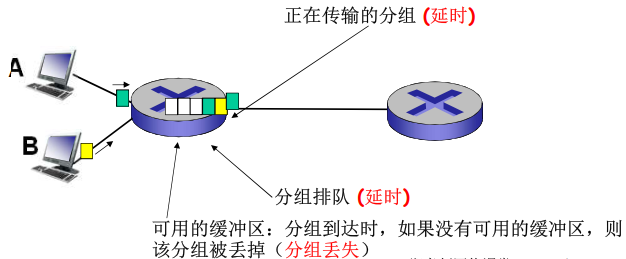 正在传输的分组 (延时)
A
B
分组排队 (延时)
可用的缓冲区：分组到达时，如果没有可用的缓冲区，则
该分组被丢掉（分组丢失）